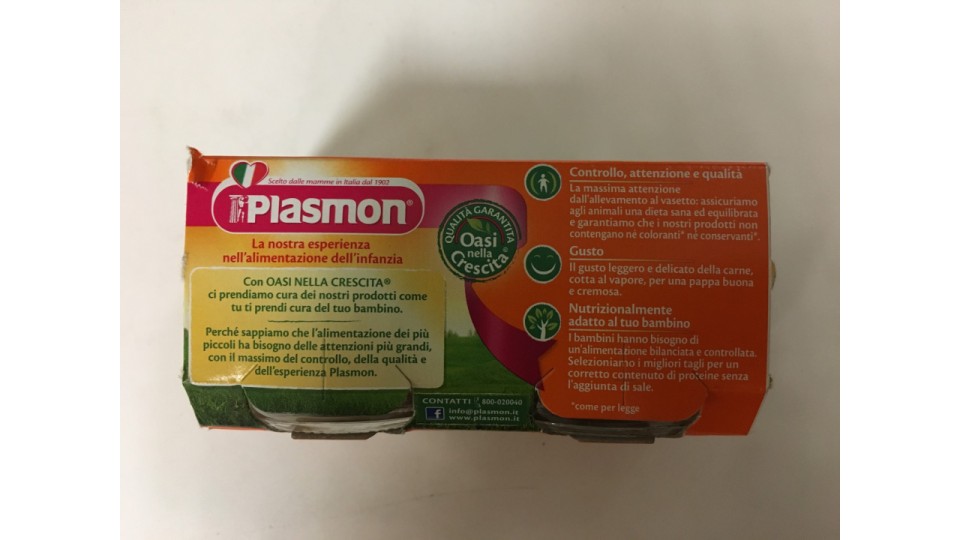 Scelto dalle mamme in Italia dal 1902
Plasmon®
La nostra esperienza
nell'alimentazione dell'infanzia
Con OASI NELLA CRESCITA®
ci prendiamo cura dei nostri prodotti come
tu ti prendi cura del tuo bambino.
Perché sappiamo che l'alimentazione dei più
piccoli ha bisogno delle attenzioni più grandi,
con il massimo del controllo, della qualità e
dell'esperienza Plasmon.
QUALITÀ GARANTITA
Oasi
nella
Crescita®
CONTATTI 800-020040
info@plasmon.it
www.plasmon.it
Controllo, attenzione e qualità
La massima attenzione
dall'allevamento al vasetto: assicuriamo
agli animali una dieta sana ed equilibrata
e garantiamo che i nostri prodotti non
contengano né coloranti* né conservanti*.
Gusto
Il gusto leggero e delicato della carne,
cotta al vapore, per una pappa buona
e cremosa.
Nutrizionalmente
adatto al tuo bambino
I bambini hanno bisogno di
un'alimentazione bilanciata e controllata.
Selezioniamo i migliori tagli per un
corretto contenuto di proteine senza
l'aggiunta di sale.
*come per legge